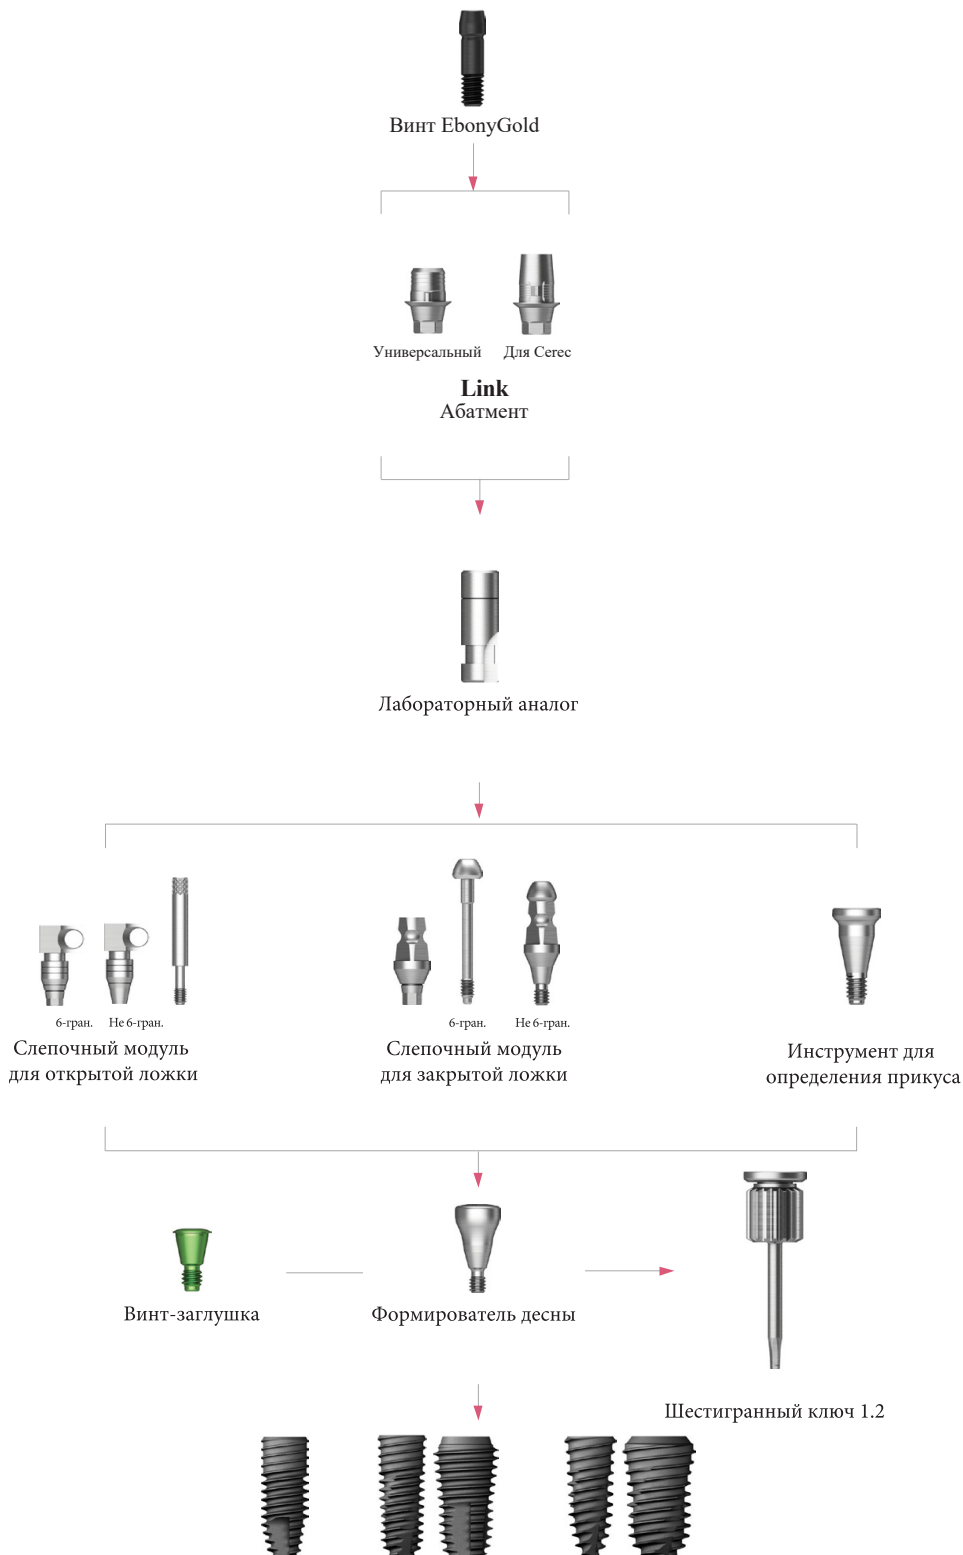 Винт EbonyGold
Универсальный
Для Cerec
Link
Абатмент
Лабораторный аналог
6-гран.
Не 6-гран.
Слепочный модуль
для открытой ложки
6-гран.
Не 6-гран.
Слепочный модуль
для закрытой ложки
Инструмент для
определения прикуса
Винт-заглушка
Формирователь десны
Шестигранный ключ 1.2